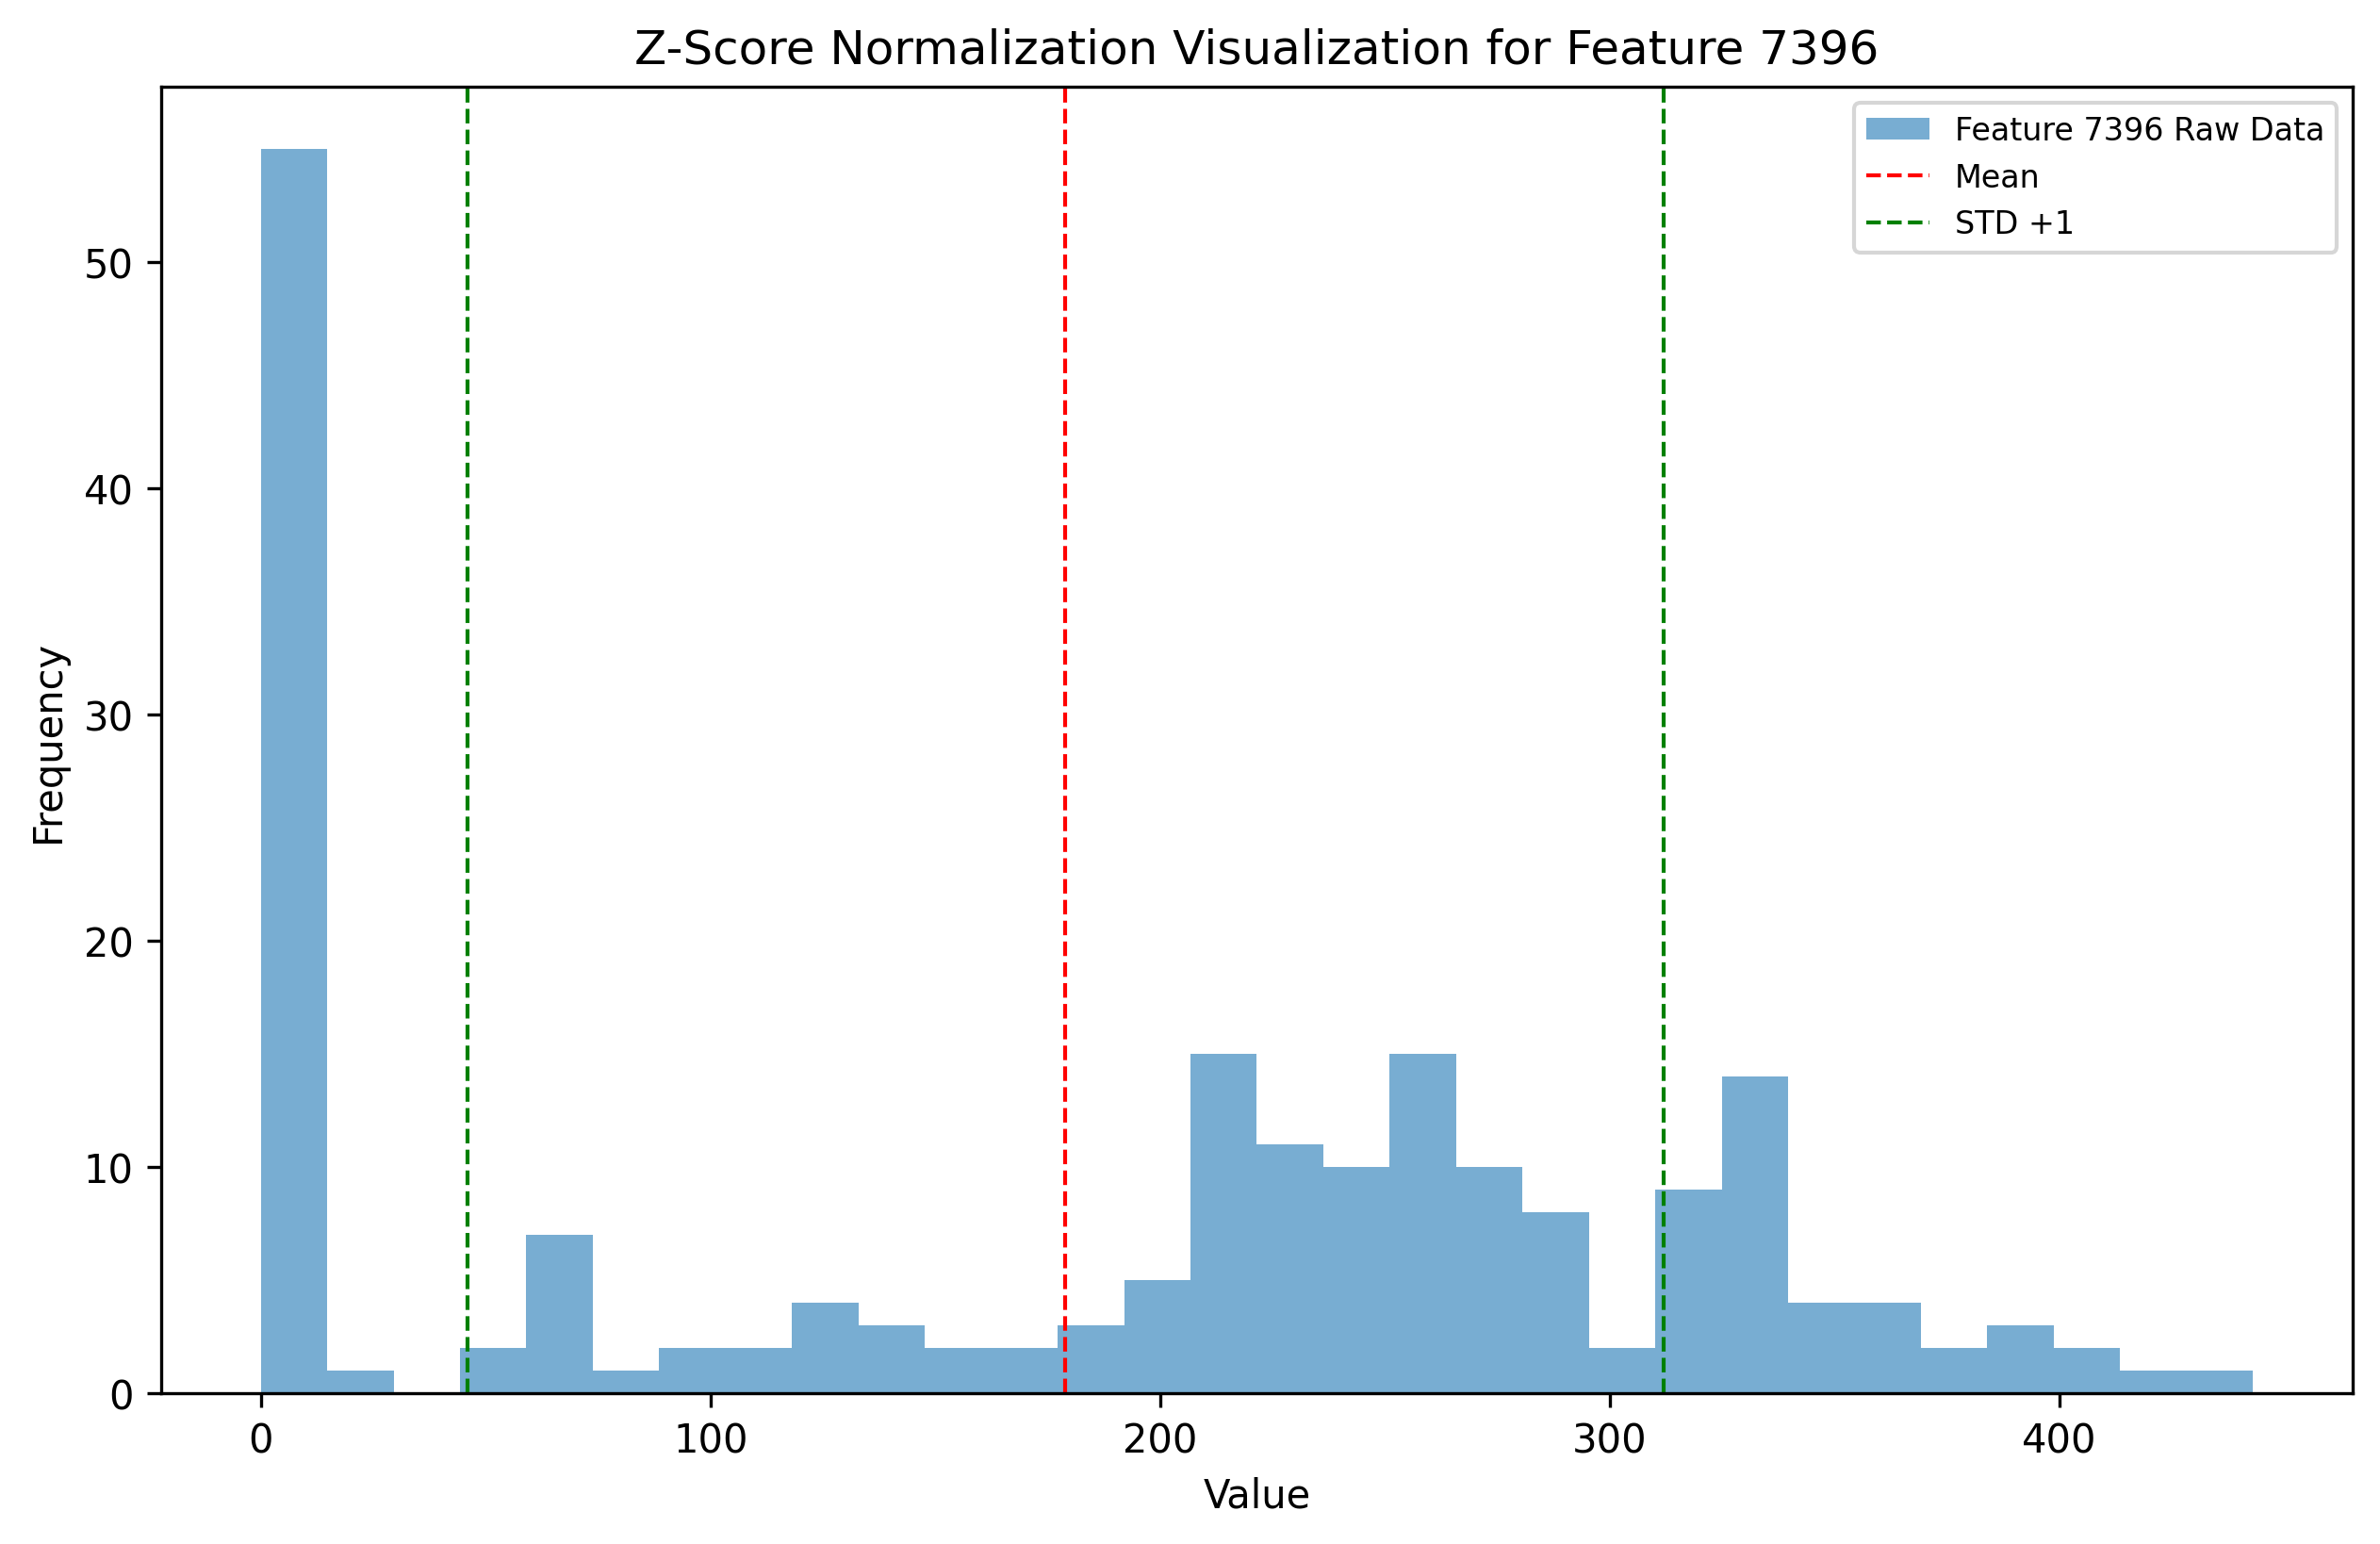 Z-Score Normalization Visualization for Feature 7396
Feature 7396 Raw Data
Mean
STD +1
50
40
30
20
10
0
Frequency
0 100 200 300 400
Value